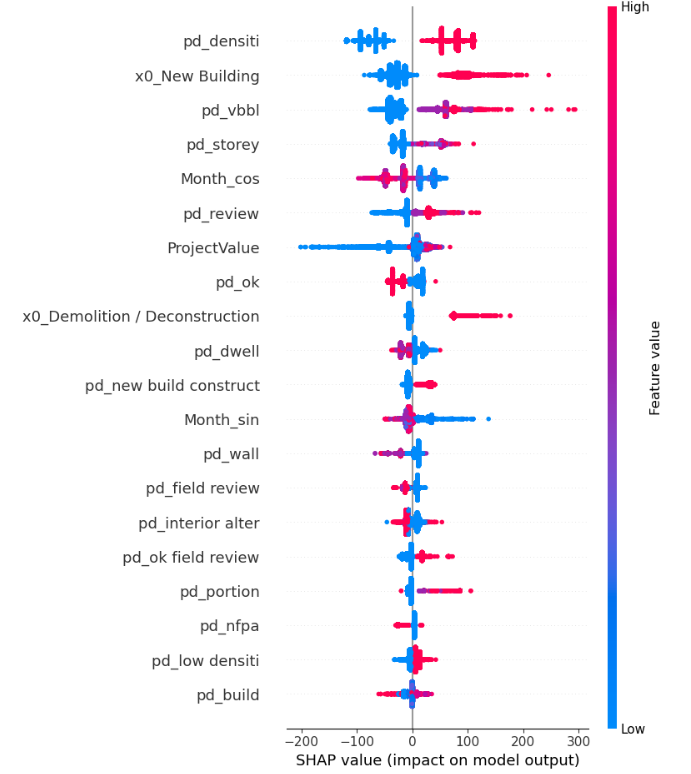 High
pd_densiti
x0_New Building
pd_vbbl
pd_storey
Month_cos
pd_review
ProjectValue
pd_ok
x0_Demolition / Deconstruction
pd_dwell
pd_new build construct
Month_sin
pd_wall
pd_field review
pd_interior alter
pd_ok field review
pd_portion
pd_nfpa
pd_low densiti
pd_build
Feature value
Low
−200 −100 0 100 200 300
SHAP value (impact on model output)